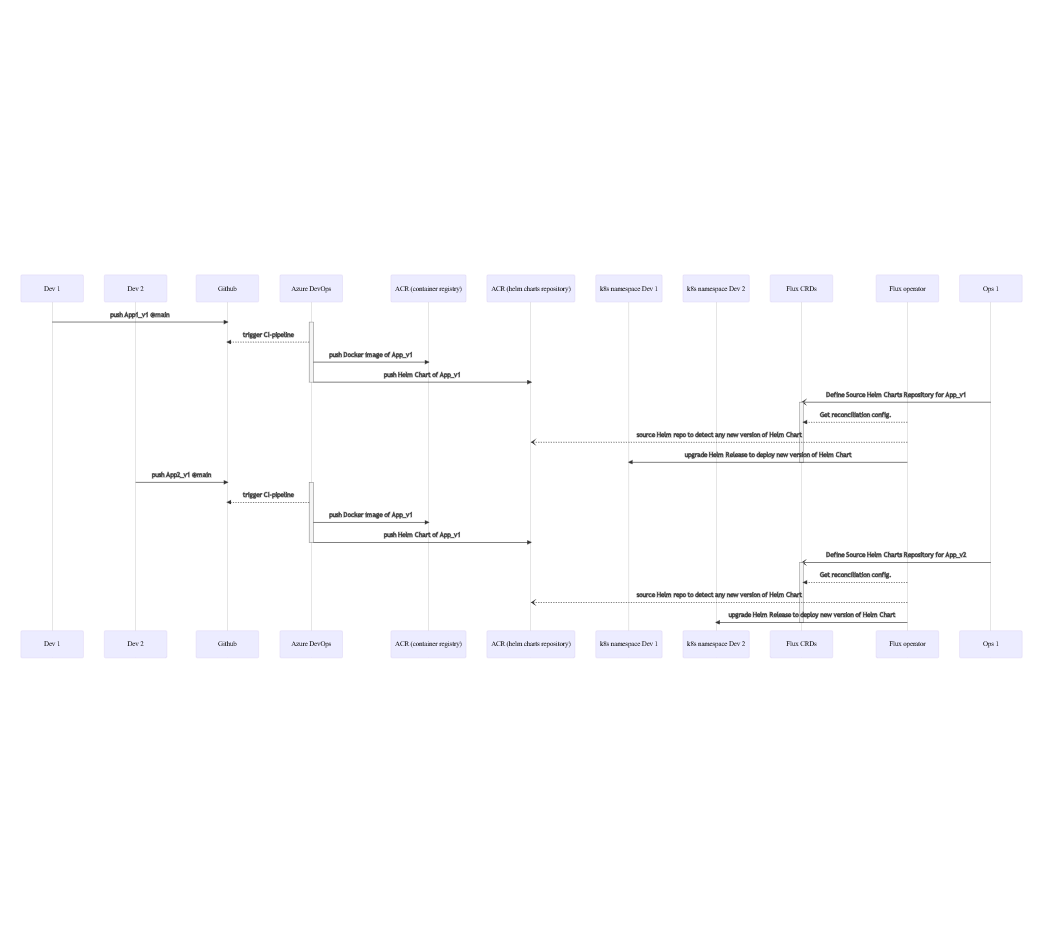 Dev 1
Dev 2
Github
Azure DevOps
ACR (container registry)
ACR (helm charts repository)
k8s namespace Dev 1
k8s namespace Dev 2
Flux CRDs
Flux operator
Ops 1
push App1_v1 @main
trigger CI-pipeline
push Docker image of App_v1
push Helm Chart of App_v1
Define Source Helm Charts Repository for App_v1
Get reconciliation config.
source Helm repo to detect any new version of Helm Chart
upgrade Helm Release to deploy new version of Helm Chart
push App2_v1 @main
trigger CI-pipeline
push Docker image of App_v1
push Helm Chart of App_v1
Define Source Helm Charts Repository for App_v2
Get reconciliation config.
source Helm repo to detect any new version of Helm Chart
upgrade Helm Release to deploy new version of Helm Chart
Dev 1
Dev 2
Github
Azure DevOps
ACR (container registry)
ACR (helm charts repository)
k8s namespace Dev 1
k8s namespace Dev 2
Flux CRDs
Flux operator
Ops 1